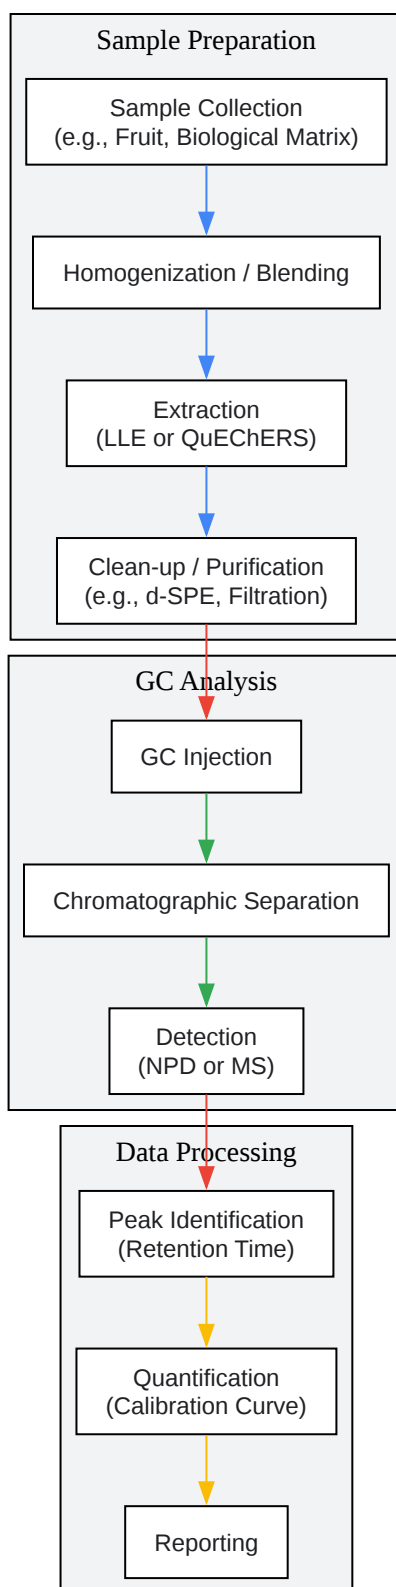 Sample Preparation
Sample Collection
(e.g., Fruit, Biological Matrix)
Homogenization / Blending
Extraction
(LLE or QuEChERS)
Clean-up / Purification
(e.g., d-SPE, Filtration)
GC Analysis
GC Injection
Chromatographic Separation
Detection
(NPD or MS)
Data Processing
Peak Identification
(Retention Time)
Quantification
(Calibration Curve)
Reporting